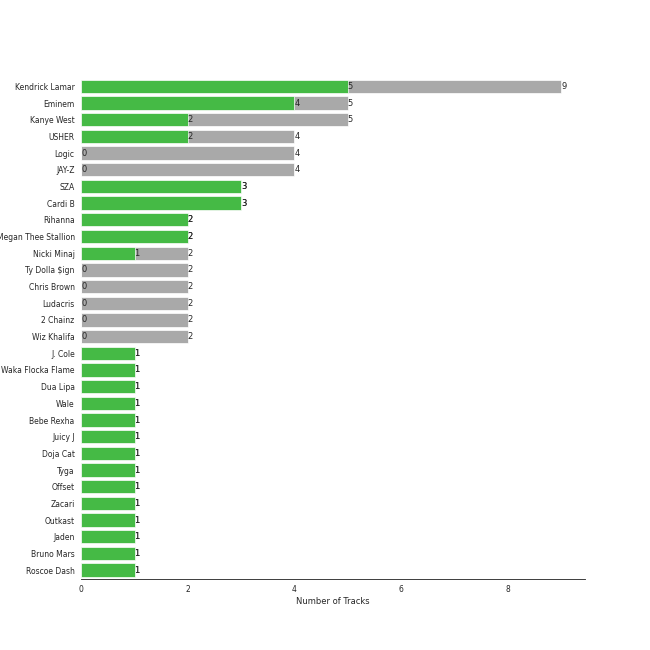 Kendrick Lamar 5 9
Eminem 4 5
Kanye West 2 5
USHER 2 4
Logic 0 4
JAY-Z 0 4
SZA 3
Cardi B 3
Rihanna 2
Megan Thee Stallion 2
Nicki Minaj 1 2
Ty Dolla $ign 0 2
Chris Brown 0 2
Ludacris 0 2
2 Chainz 0 2
Wiz Khalifa 0 2
J. Cole 1
Waka Flocka Flame 1
Dua Lipa 1
Wale 1
Bebe Rexha 1
Juicy J 1
Doja Cat 1
Tyga 1
Offset 1
Zacari 1
Outkast 1
Jaden 1
Bruno Mars 1
Roscoe Dash 1
0 2 4 6 8
Number of Tracks